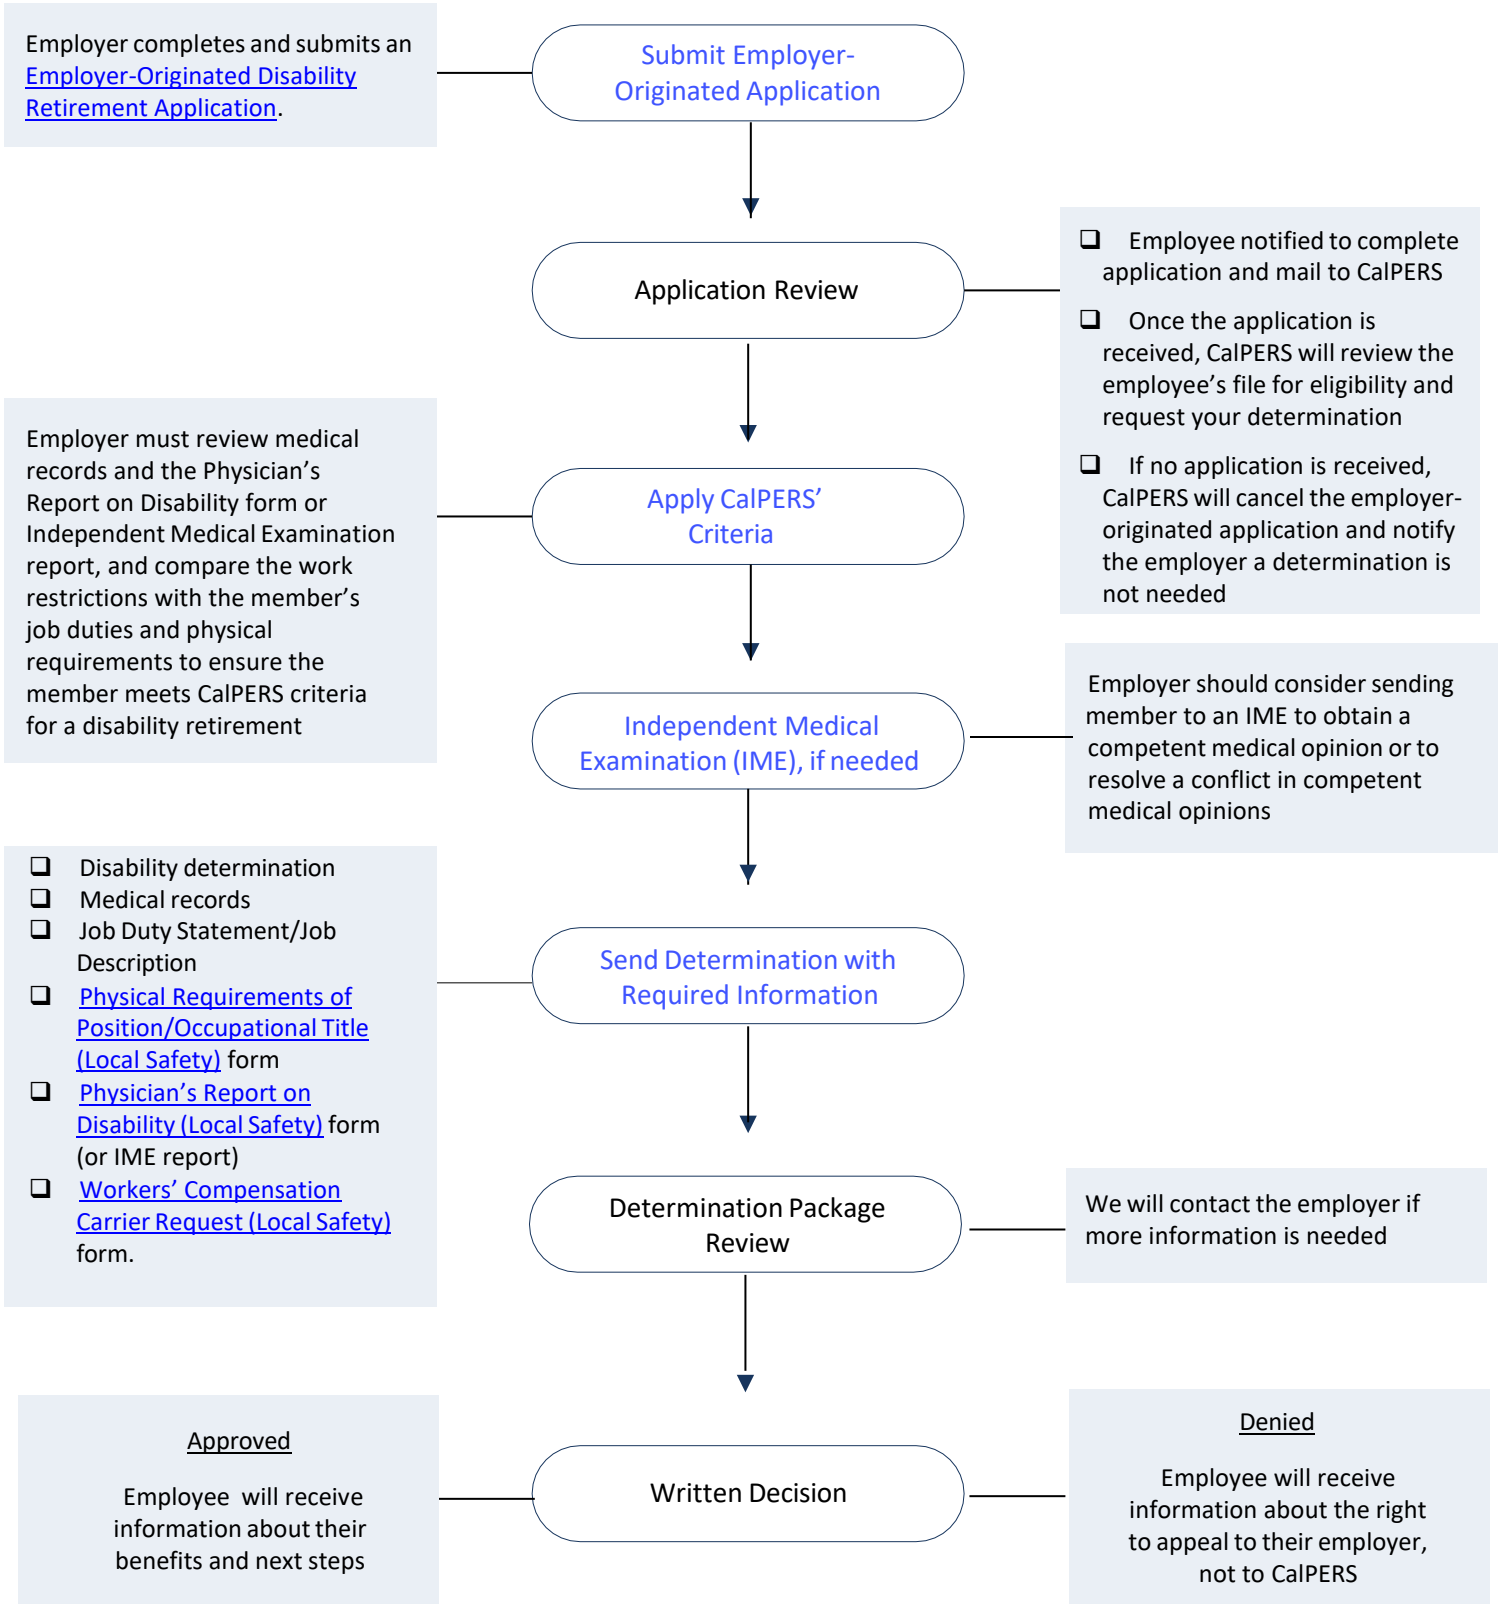 Employer completes and submits an
Employer-Originated Disability
Retirement Application.
Submit Employer-
Originated Application
Application Review
❑ Employee notified to complete
application and mail to CalPERS
❑ Once the application is
received, CalPERS will review the
employee’s file for eligibility and
request your determination
❑ If no application is received,
CalPERS will cancel the employer-
originated application and notify
the employer a determination is
not needed
Employer must review medical
records and the Physician’s
Report on Disability form or
Independent Medical Examination
report, and compare the work
restrictions with the member’s
job duties and physical
requirements to ensure the
member meets CalPERS criteria
for a disability retirement
Apply CalPERS’
Criteria
Independent Medical
Examination (IME), if needed
Employer should consider sending
member to an IME to obtain a
competent medical opinion or to
resolve a conflict in competent
medical opinions
❑ Disability determination
❑ Medical records
❑ Job Duty Statement/Job
Description
❑ Physical Requirements of
Position/Occupational Title
(Local Safety) form
❑ Physician’s Report on
Disability (Local Safety) form
(or IME report)
❑ Workers’ Compensation
Carrier Request (Local Safety)
form.
Send Determination with
Required Information
Determination Package
Review
We will contact the employer if
more information is needed
Approved
Employee will receive
information about their
benefits and next steps
Written Decision
Denied
Employee will receive
information about the right
to appeal to their employer,
not to CalPERS